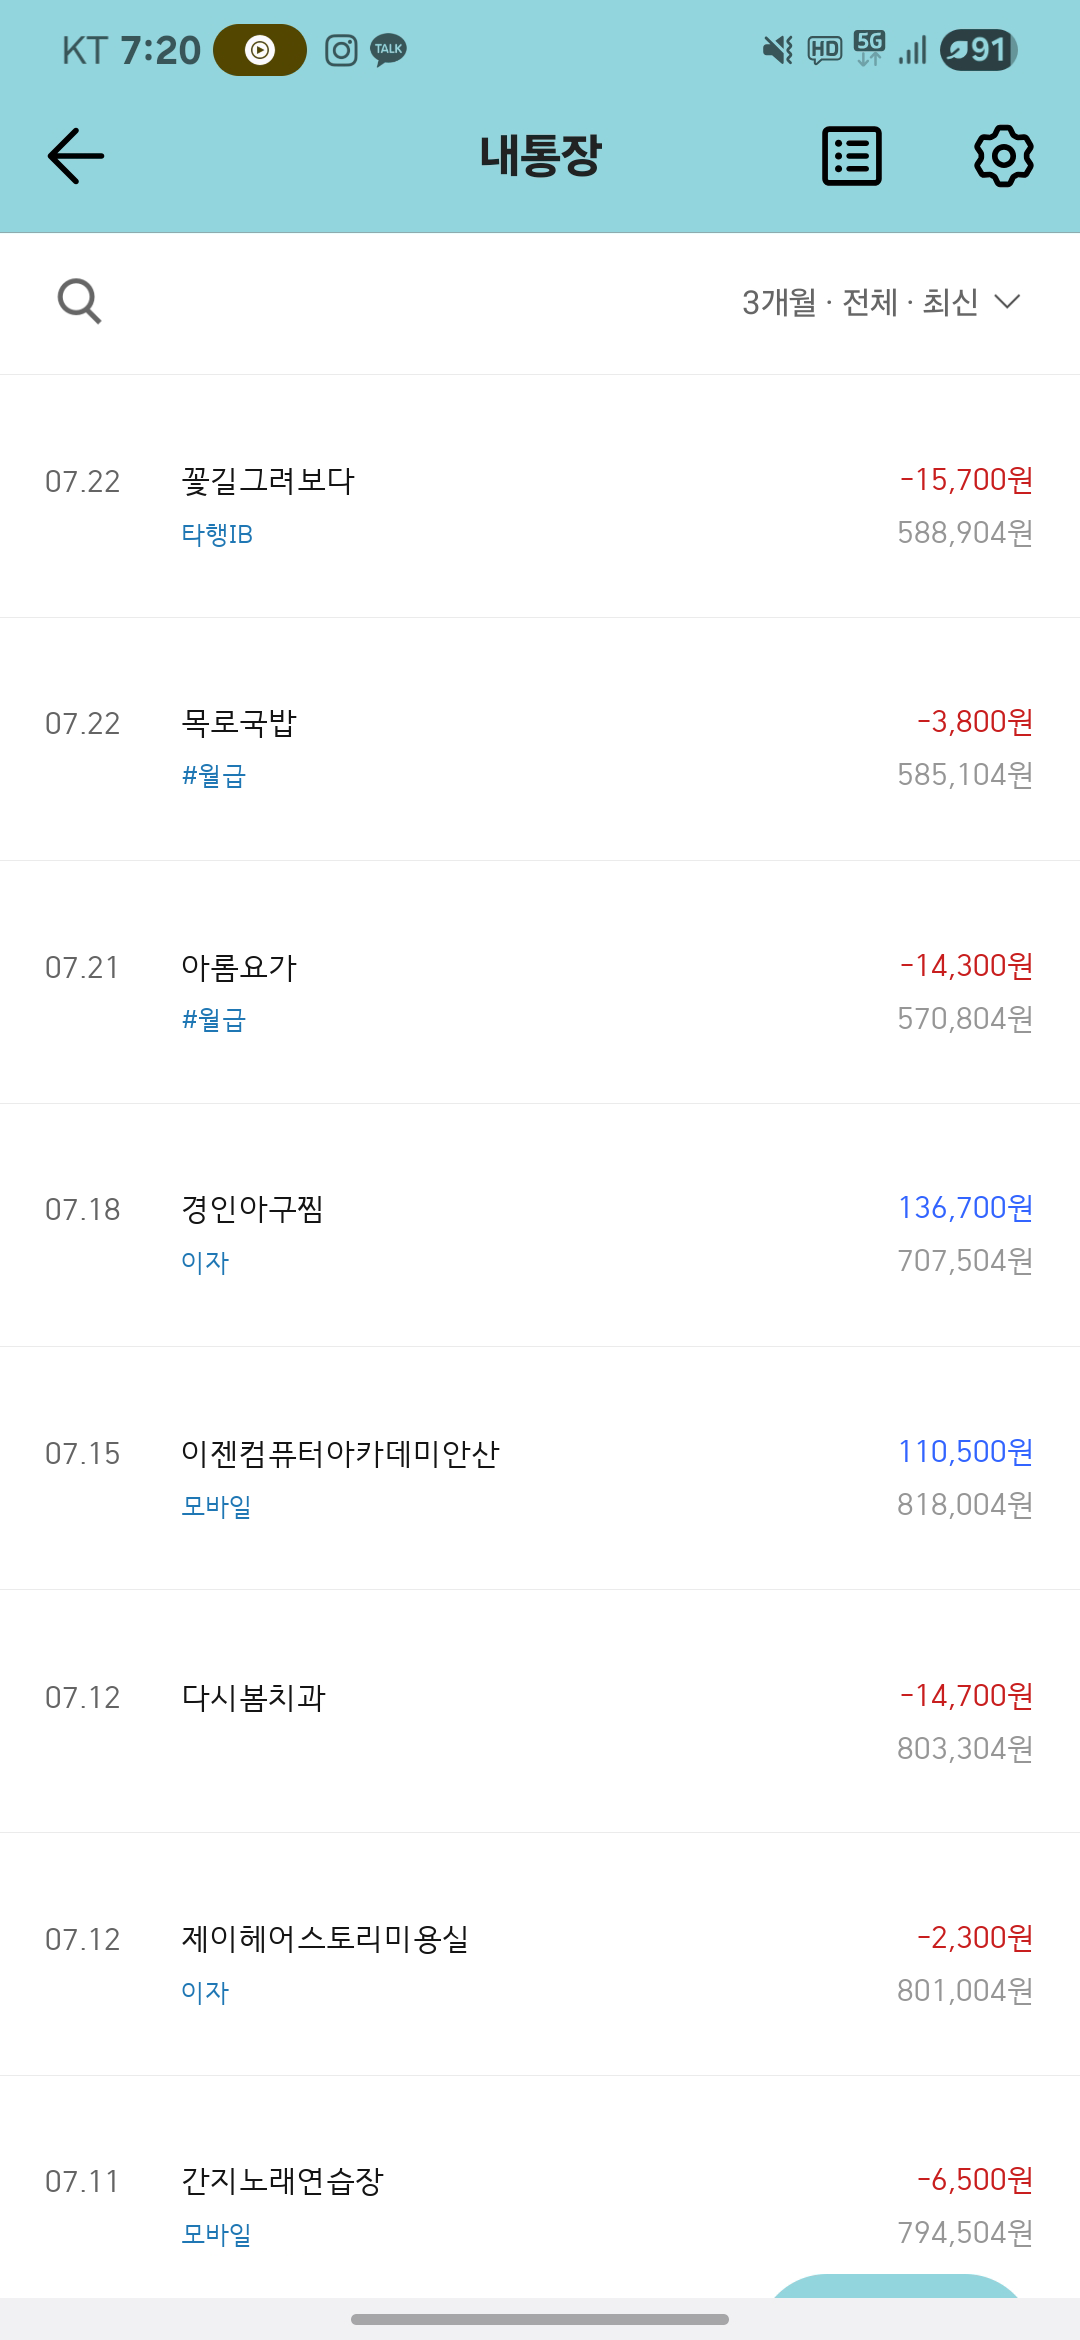 KT 7:20 TALK HD 5G 91
내통장
3개월 · 전체 · 최신
07.22 꽃길그려보다 -15,700원
타행IB 588,904원
07.22 목로국밥 -3,800원
#월급 585,104원
07.21 아롬요가 -14,300원
#월급 570,804원
07.18 경인아구찜 136,700원
이자 707,504원
07.15 이젠컴퓨터아카데미안산 110,500원
모바일 818,004원
07.12 다시봄치과 -14,700원
803,304원
07.12 제이헤어스토리미용실 -2,300원
이자 801,004원
07.11 간지노래연습장 -6,500원
모바일 794,504원